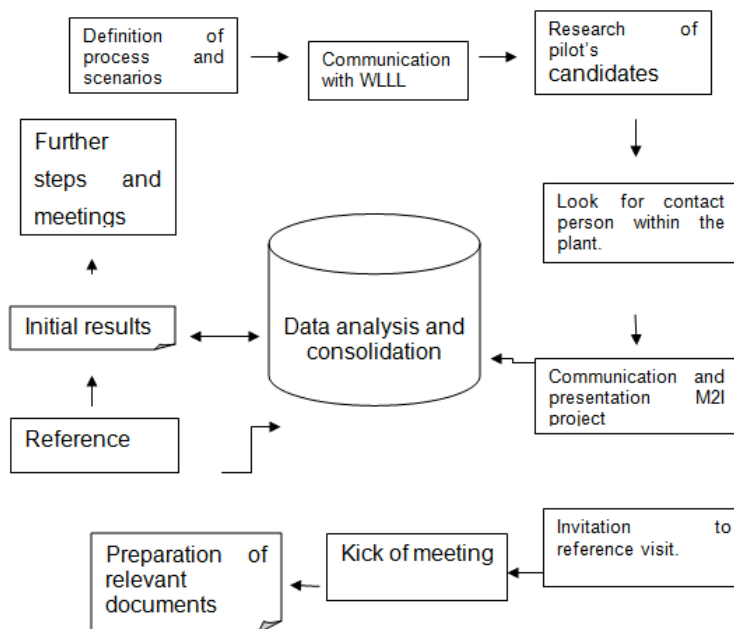 Definition of
process and
scenarios
Communication
with WLLL
Research of
pilot's
candidates
Further
steps and
meetings
Look for contact
person within the
plant.
Initial results
Data analysis and
consolidation
Communication and
presentation M2I
project
Reference
Invitation to
reference visit.
Kick of meeting
Preparation of
relevant
documents